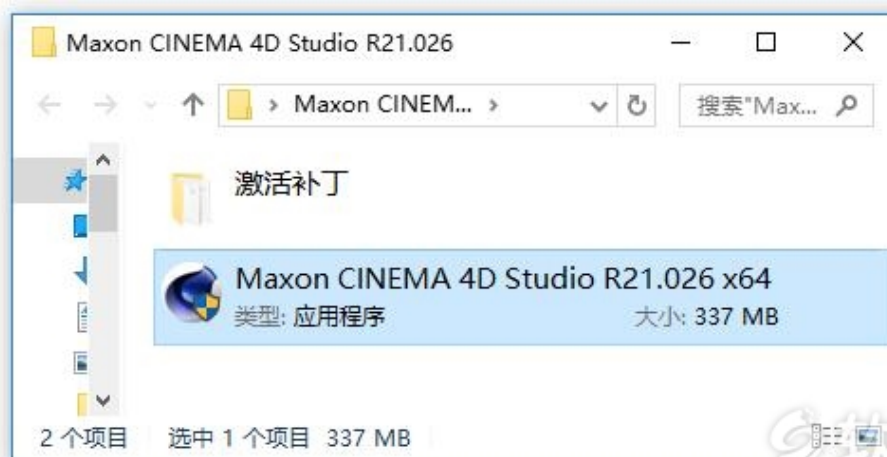 Maxon CINEMA 4D Studio R21.026
Maxon CINEM... 搜索"Max...
激活补丁
Maxon CINEMA 4D Studio R21.026 x64
类型: 应用程序 大小: 337 MB
2 个项目 选中 1 个项目 337 MB